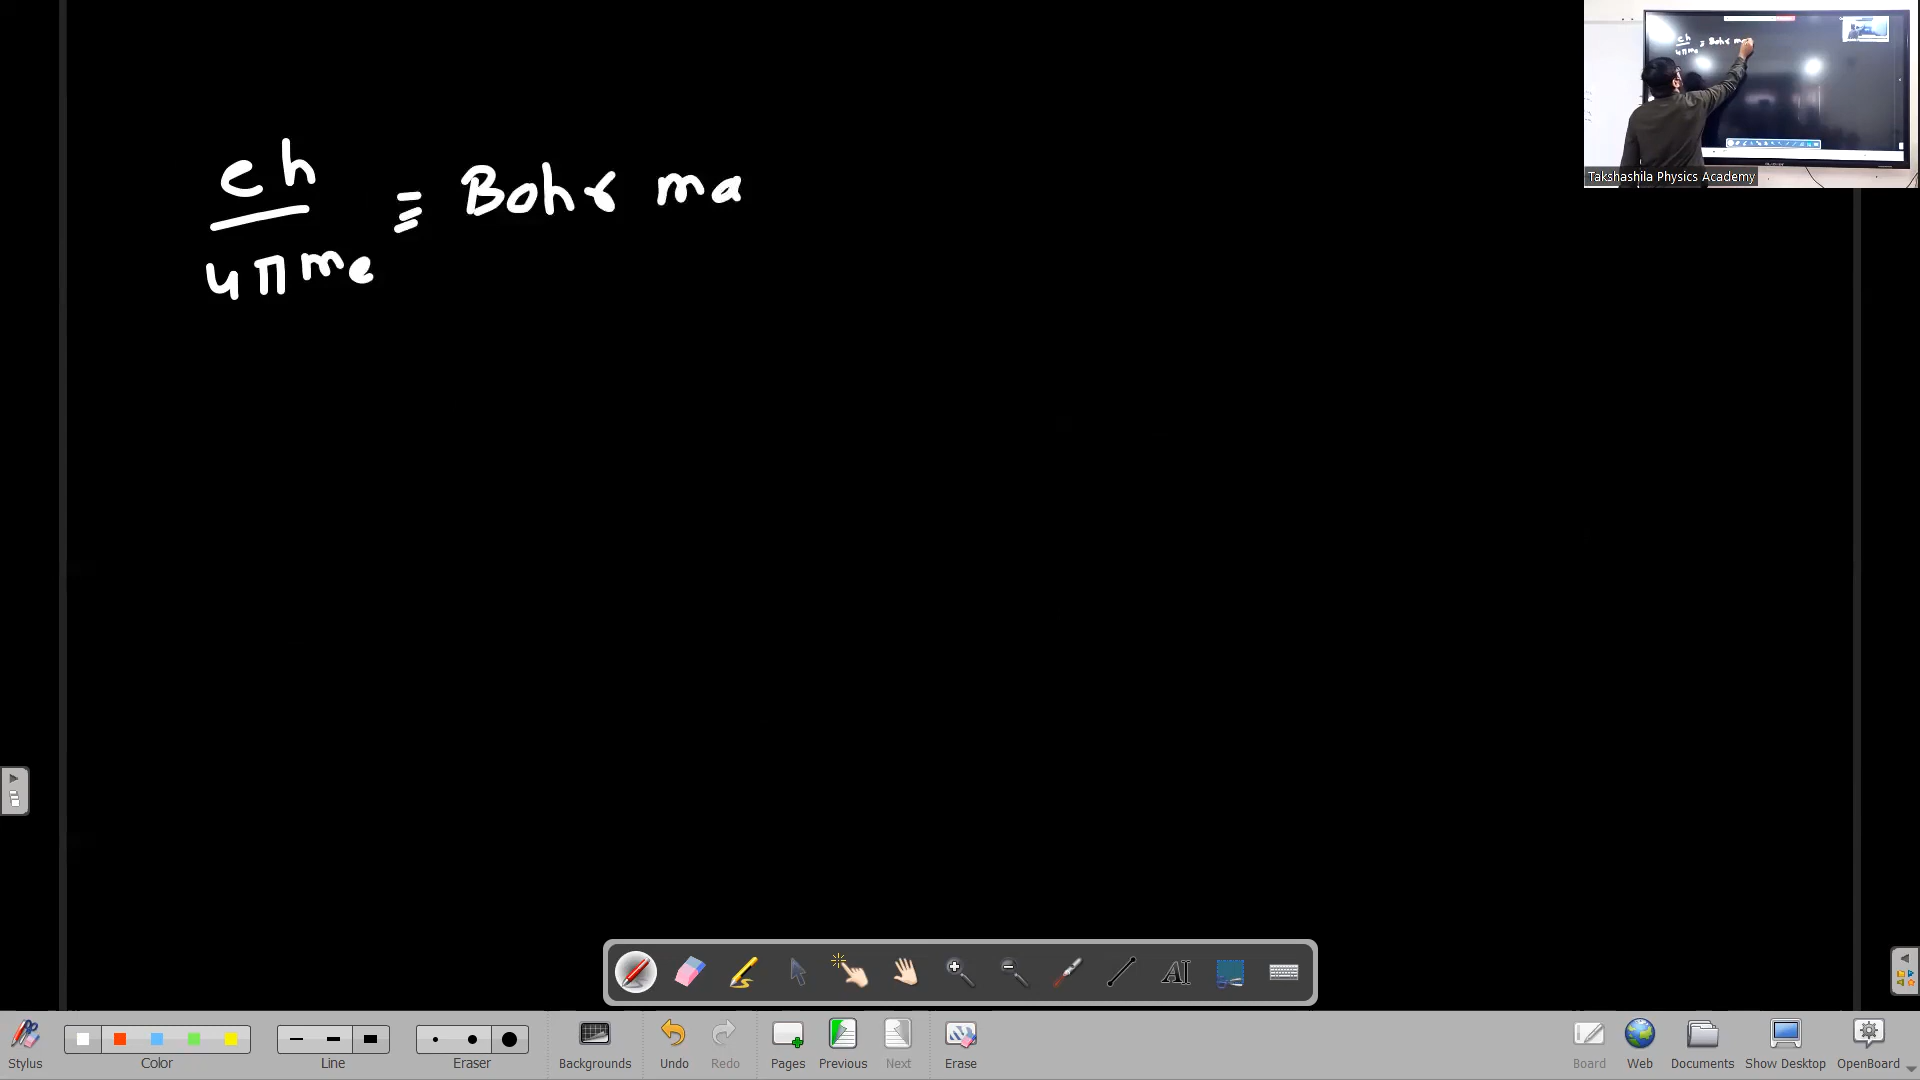 eh
4πmₑ ≡ Bohr ma
Takshashila Physics Academy
Stylus
Color
Line
Eraser
Backgrounds
Undo
Redo
Pages
Previous
Next
Erase
Board
Web
Documents
Show Desktop
OpenBoard